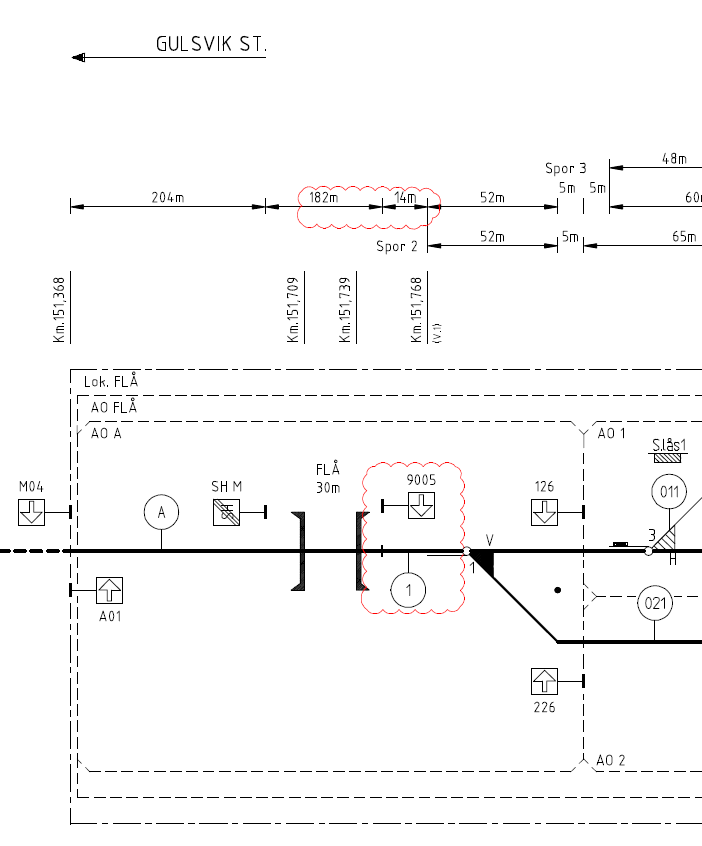 GULSVIK ST.
Spor 3
48m
5m 5m
204m 182m 14m 52m 60
Spor 2 52m 5m 65m
Km.151,368
Km.151,709
Km.151,739
Km.151,768
(V.1)
Lok. FLÅ
AO FLÅ
AO A
AO 1
S.lås1
FLÅ
30m
M04
SH M
9005
126
011
A
SH
V
3
H
1
1
021
A01
226
AO 2